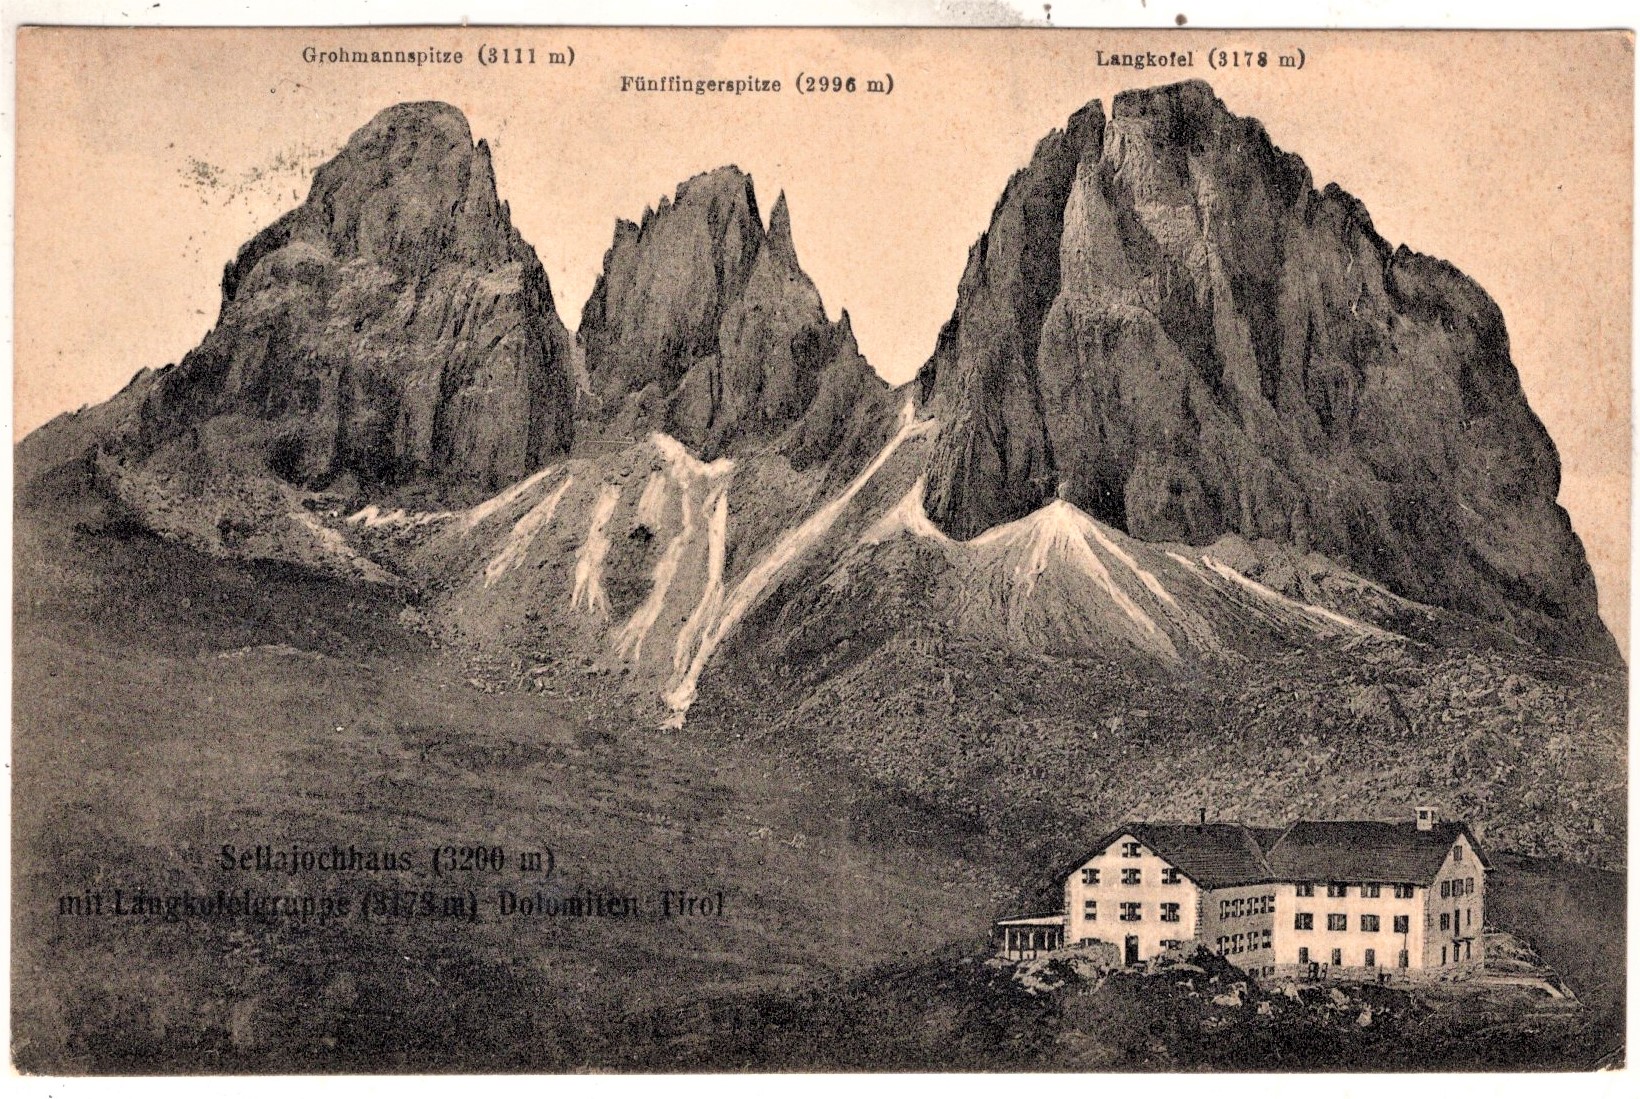 Grohmannspitze (3111 m)
Fünffingerspitze (2996 m)
Langkofel (3178 m)
Sellajochhaus (3200 m)
mit Langkofelgruppe (3178 m) Dolomiten Tirol